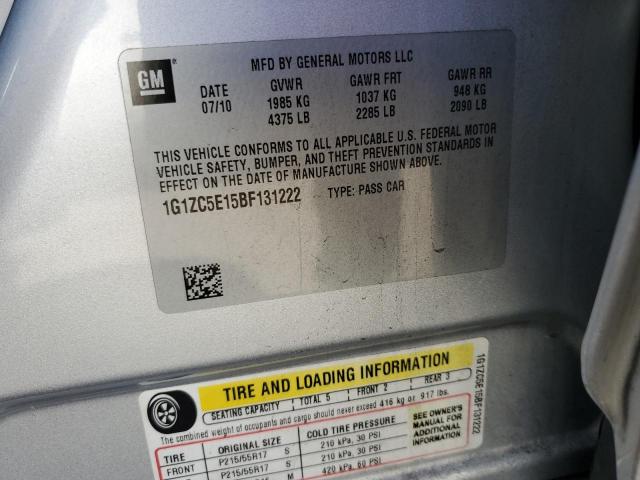 GM
MFD BY GENERAL MOTORS LLC
DATE GVWR GAWR FRT GAWR RR
07/10 1985 KG 1037 KG 948 KG
4375 LB 2285 LB 2090 LB
THIS VEHICLE CONFORMS TO ALL APPLICABLE U.S. FEDERAL MOTOR
VEHICLE SAFETY, BUMPER, AND THEFT PREVENTION STANDARDS IN
EFFECT ON THE DATE OF MANUFACTURE SHOWN ABOVE.
1G1ZC5E15BF131222 TYPE: PASS CAR
TIRE AND LOADING INFORMATION
SEATING CAPACITY TOTAL 5 FRONT 2 REAR 3
The combined weight of occupants and cargo should never exceed 416 kg or 917 lbs.
TIRE ORIGINAL SIZE COLD TIRE PRESSURE
FRONT P215/55R17 S 210 kPa, 30 PSI
P215/55R17 S 210 kPa, 30 PSI
M 420 kPa, 60 PSI
SEE OWNER'S
MANUAL FOR
ADDITIONAL
INFORMATION
1G1ZC5E15BF131222